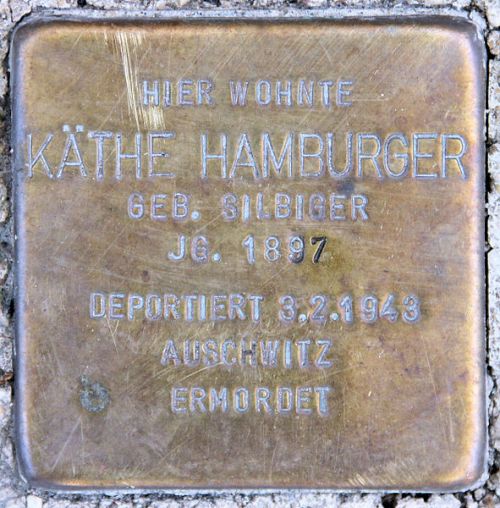 HIER WOHNTE
KÄTHE HAMBURGER
GEB. SILBIGER
JG. 1897
DEPORTIERT 3.2.1943
AUSCHWITZ
ERMORDET